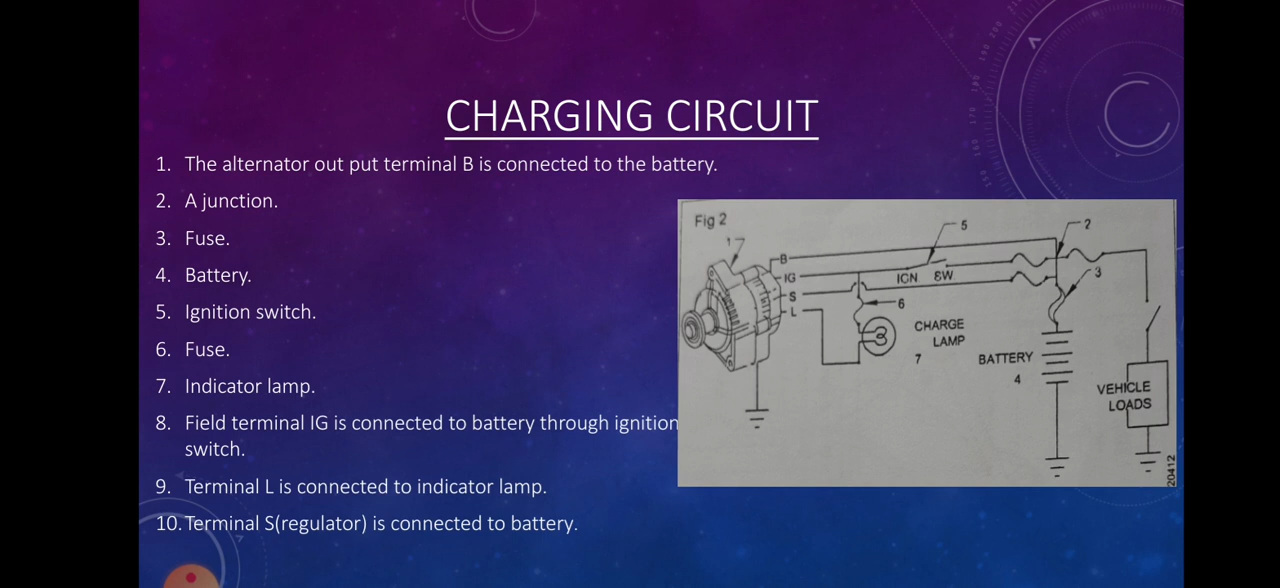 CHARGING CIRCUIT
1. The alternator out put terminal B is connected to the battery.
2. A junction.
3. Fuse.
4. Battery.
5. Ignition switch.
6. Fuse.
7. Indicator lamp.
8. Field terminal IG is connected to battery through ignition
switch.
9. Terminal L is connected to indicator lamp.
10. Terminal S(regulator) is connected to battery.
Fig 2
1
5
2
B
IG
IGN SW
3
S
6
L
CHARGE
LAMP
7
BATTERY
4
VEHICLE
LOADS
20412